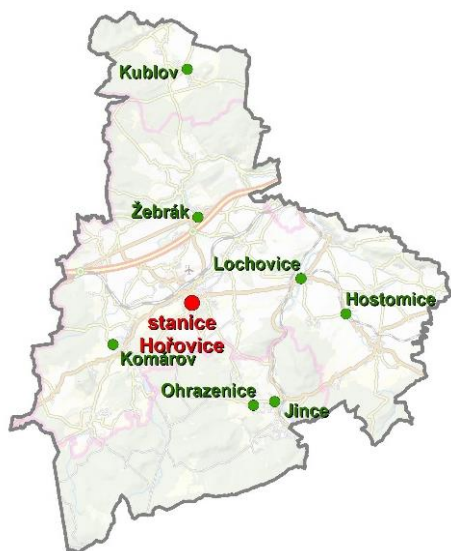 Kublov
Žebrák
Lochovice
Hostomice
stanice
Hořovice
Komárov
Ohrazenice
Jince